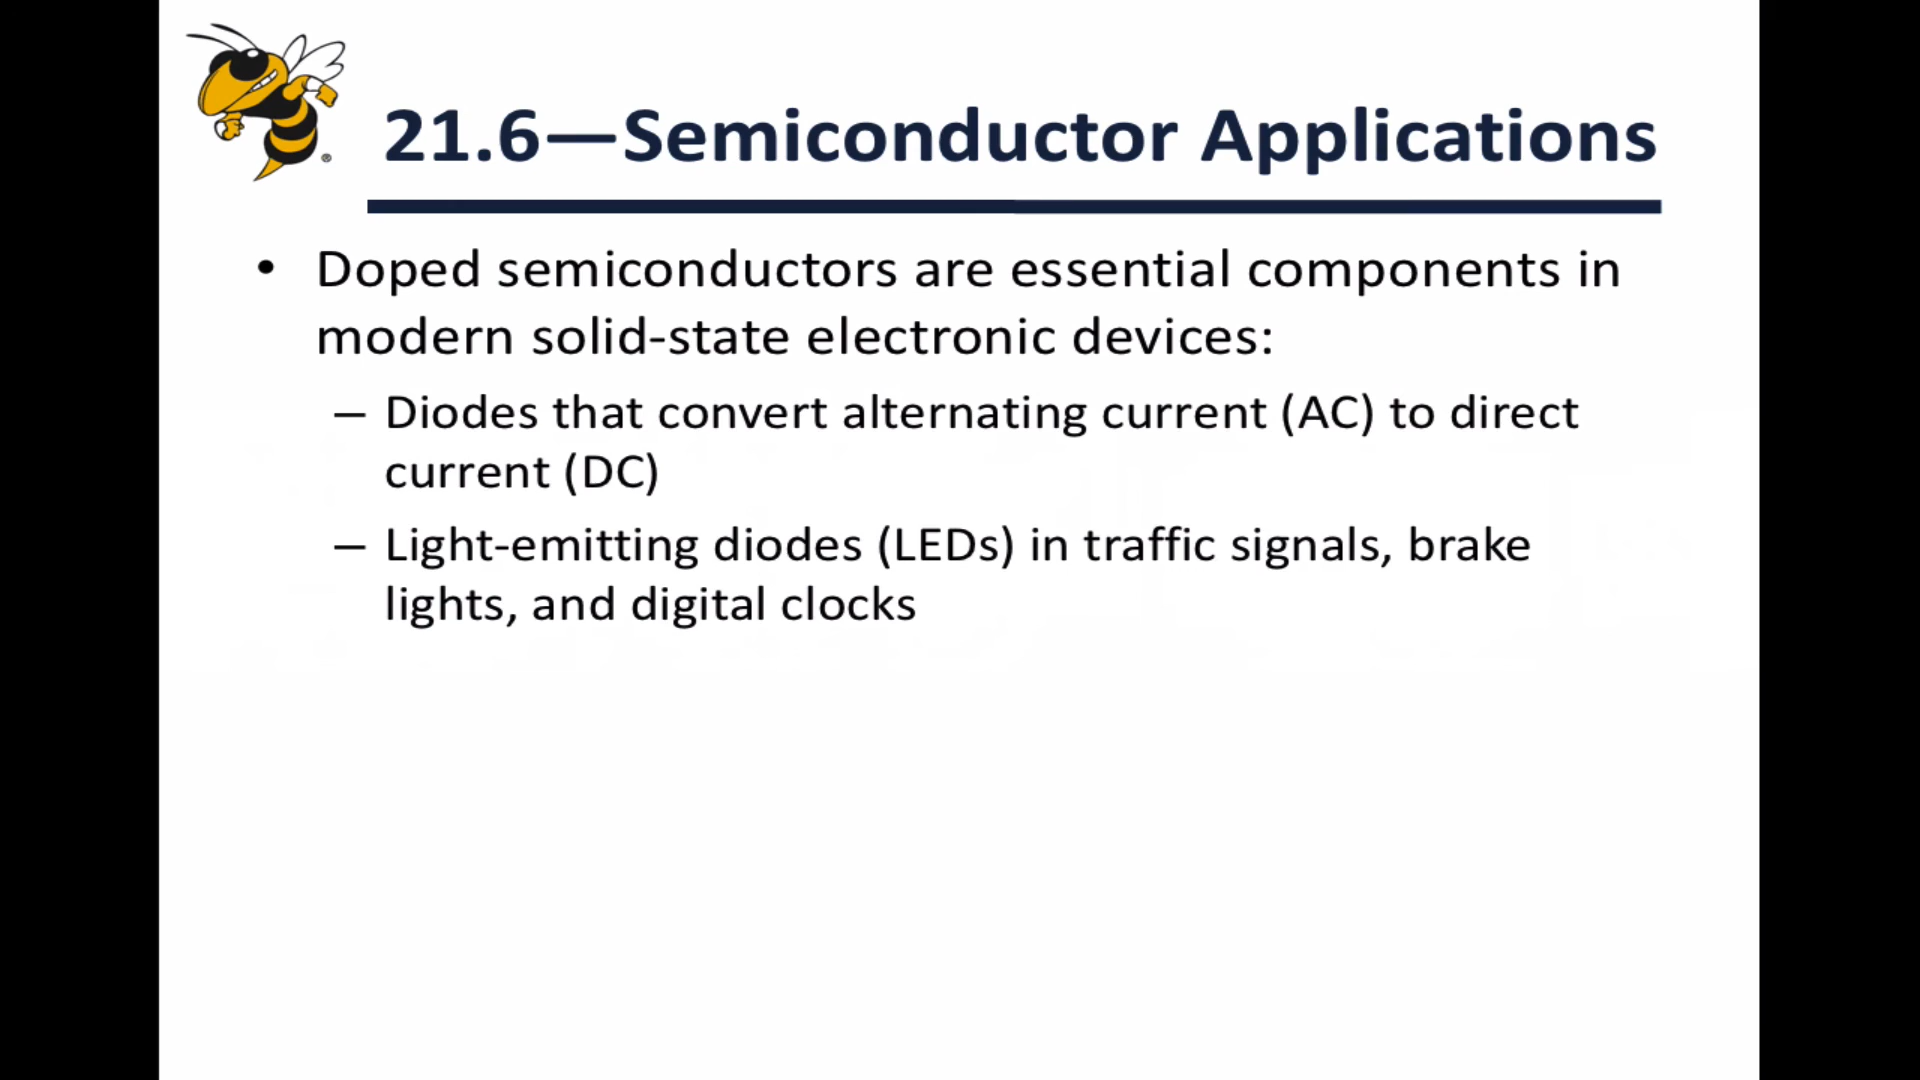 21.6—Semiconductor Applications
• Doped semiconductors are essential components in
modern solid-state electronic devices:
– Diodes that convert alternating current (AC) to direct
current (DC)
– Light-emitting diodes (LEDs) in traffic signals, brake
lights, and digital clocks